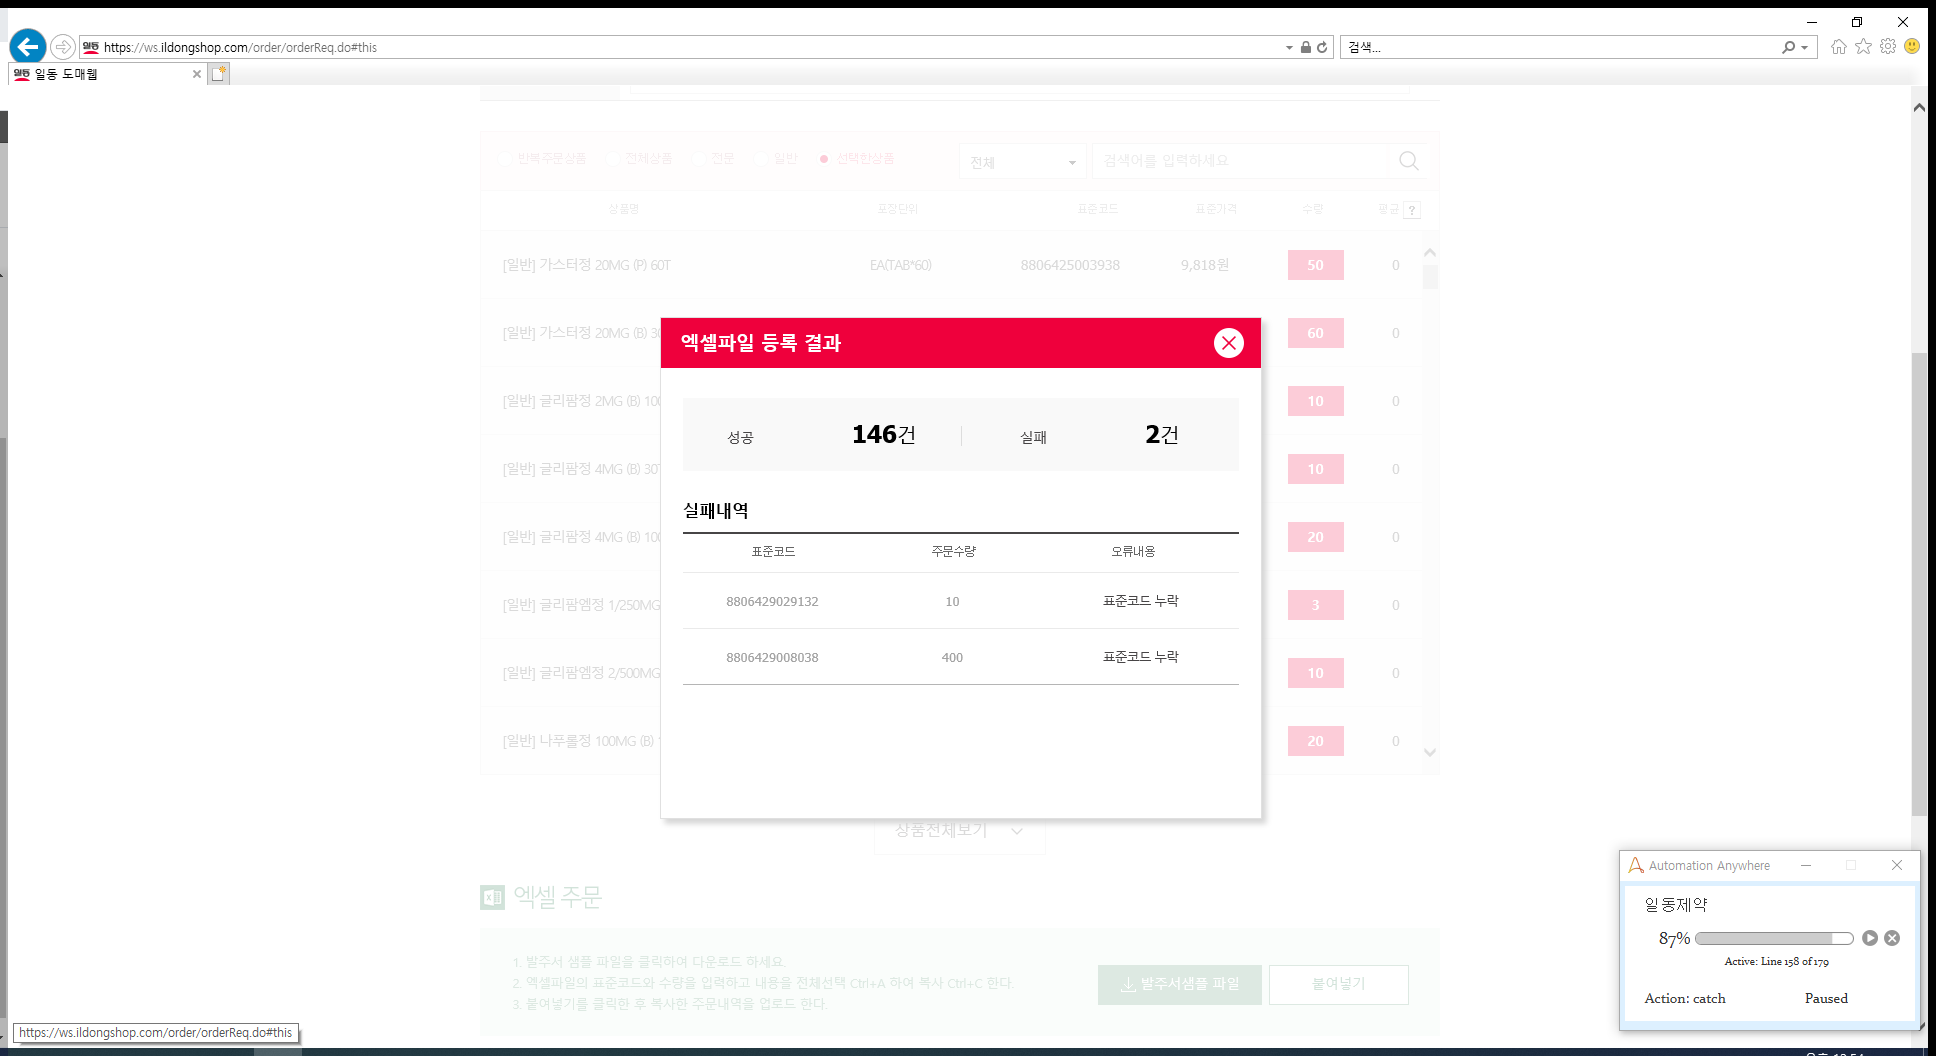 https://ws.ildongshop.com/order/orderReq.do#this
검색...
일동 도매웹
반복주문상품 전체상품 전문 일반 선택한상품
전체
검색어를 입력하세요
상품명 포장단위 표준코드 표준가격 수량 평균 ?
[일반] 가스터정 20MG (P) 60T EA(TAB*60) 8806425003938 9,818원 50 0
[일반] 가스터정 20MG (B) 30 60 0
[일반] 글리팜정 2MG (B) 100 10 0
[일반] 글리팜정 4MG (B) 30T 10 0
[일반] 글리팜정 4MG (B) 100 20 0
[일반] 글리팜엠정 1/250MG 3 0
[일반] 글리팜엠정 2/500MG 10 0
[일반] 나푸롤정 100MG (B) 1 20 0
엑셀파일 등록 결과
성공 146건 실패 2건
실패내역
표준코드 주문수량 오류내용
8806429029132 10 표준코드 누락
8806429008038 400 표준코드 누락
상품전체보기
엑셀 주문
1. 발주서 샘플 파일을 클릭하여 다운로드 하세요.
2. 엑셀파일의 표준코드와 수량을 입력하고 내용을 전체선택 Ctrl+A 하여 복사 Ctrl+C 한다.
3. 붙여넣기를 클릭한 후 복사한 주문내역을 업로드 한다.
발주서샘플 파일
붙여넣기
Automation Anywhere
일동제약
87%
Active: Line 158 of 179
Action: catch Paused
https://ws.ildongshop.com/order/orderReq.do#this